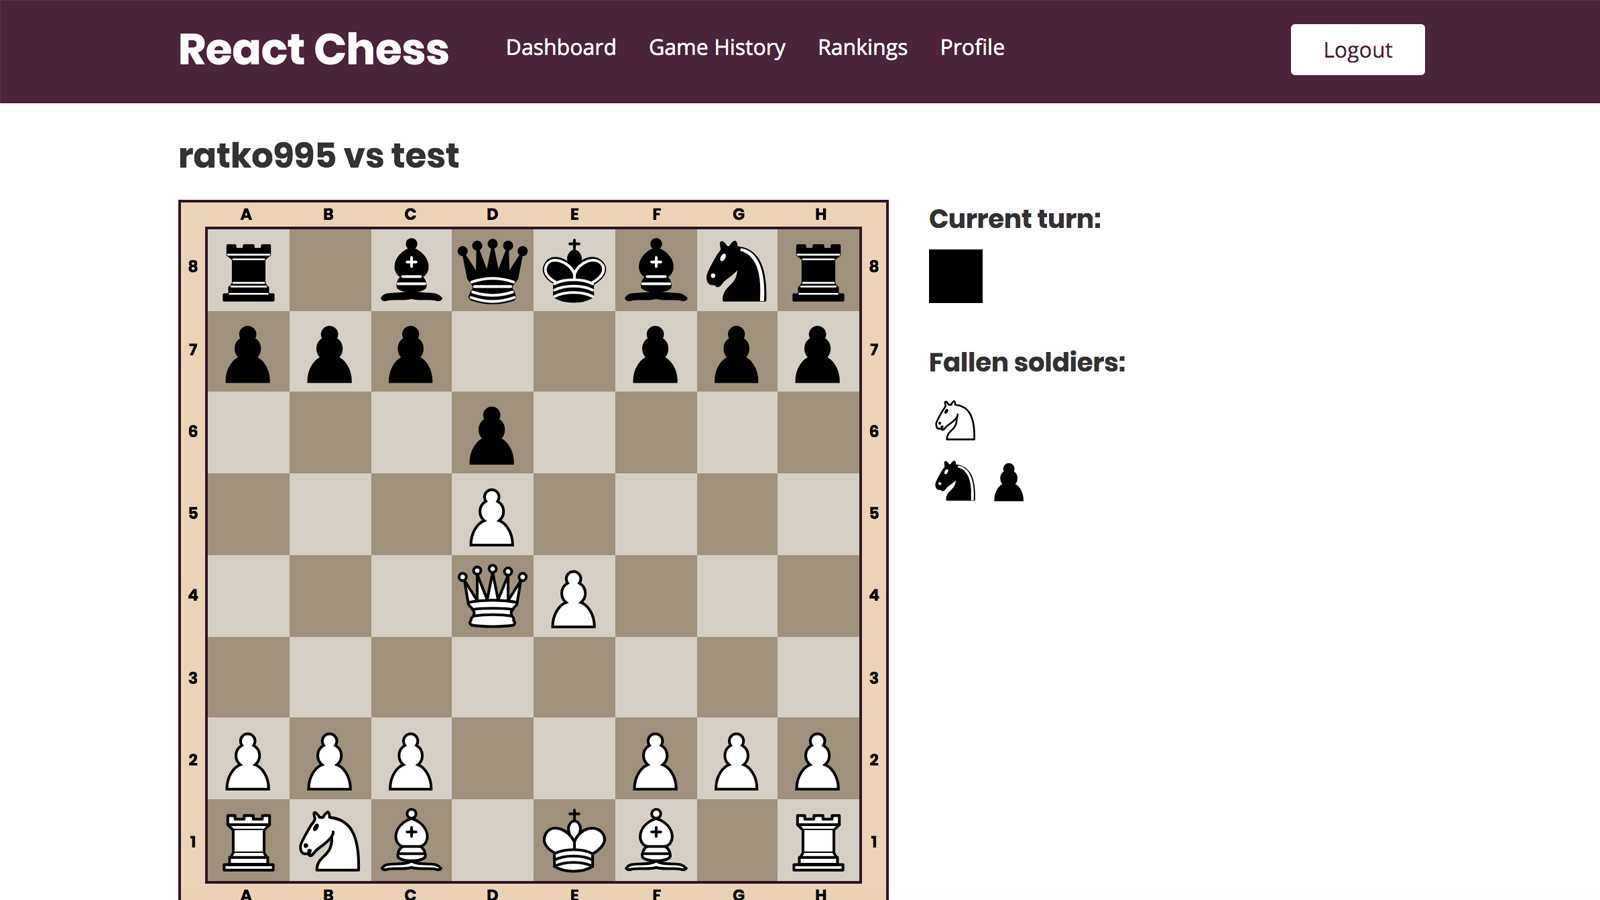 React Chess
Dashboard Game History Rankings Profile
Logout
ratko995 vs test
A B C D E F G H
8 8
7 7
6 6
5 5
4 4
3 3
2 2
1 1
A B C D E F G H
Current turn:
Fallen soldiers: